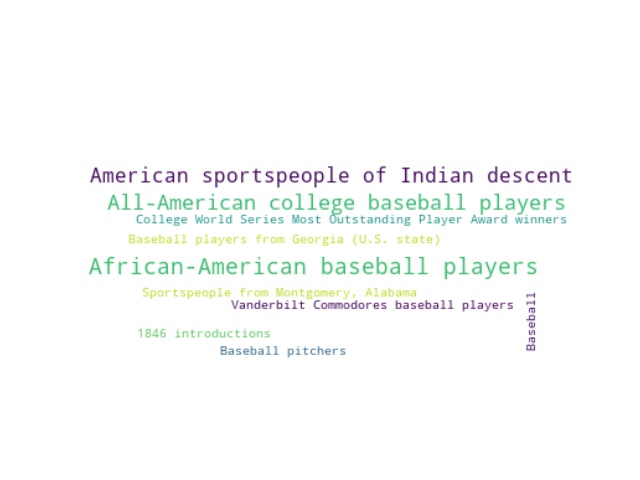 American sportspeople of Indian descent
All-American college baseball players
College World Series Most Outstanding Player Award winners
Baseball players from Georgia (U.S. state)
African-American baseball players
Sportspeople from Montgomery, Alabama
Vanderbilt Commodores baseball players
Baseball
1846 introductions
Baseball pitchers